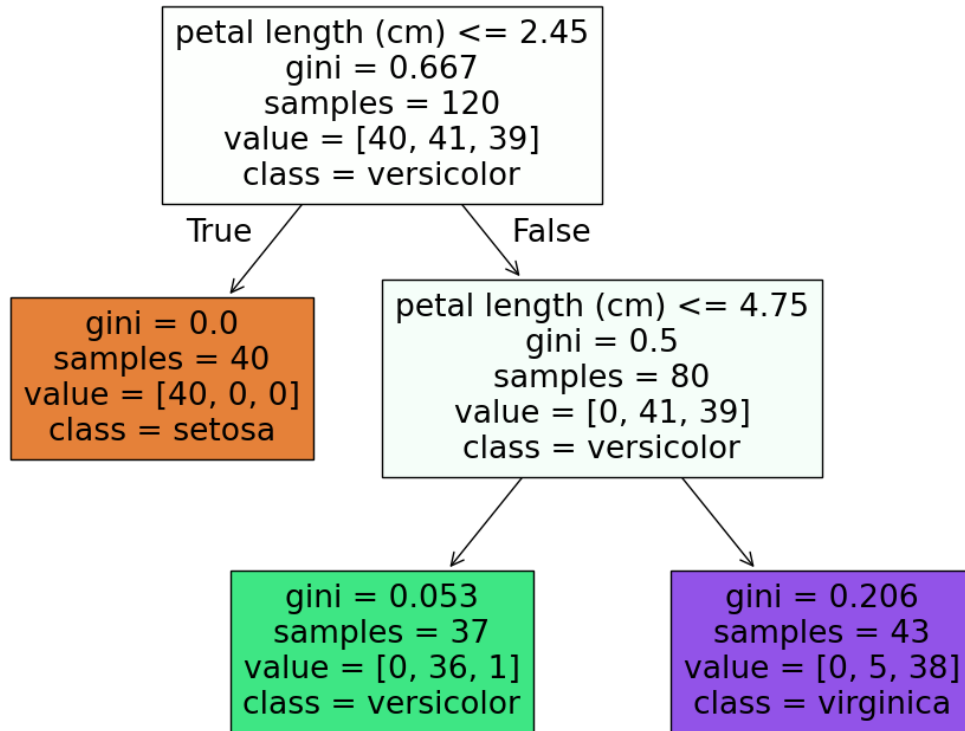 petal length (cm) <= 2.45
gini = 0.667
samples = 120
value = [40, 41, 39]
class = versicolor
True
False
gini = 0.0
samples = 40
value = [40, 0, 0]
class = setosa
petal length (cm) <= 4.75
gini = 0.5
samples = 80
value = [0, 41, 39]
class = versicolor
gini = 0.053
samples = 37
value = [0, 36, 1]
class = versicolor
gini = 0.206
samples = 43
value = [0, 5, 38]
class = virginica